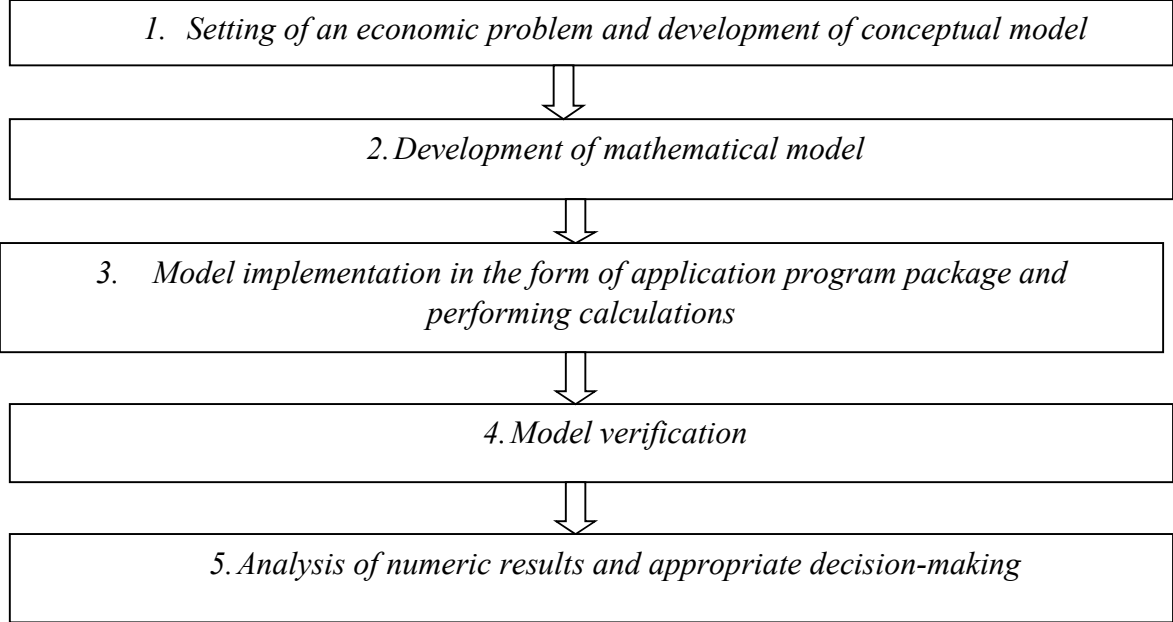 1. Setting of an economic problem and development of conceptual model
2. Development of mathematical model
3. Model implementation in the form of application program package and
performing calculations
4. Model verification
5. Analysis of numeric results and appropriate decision-making